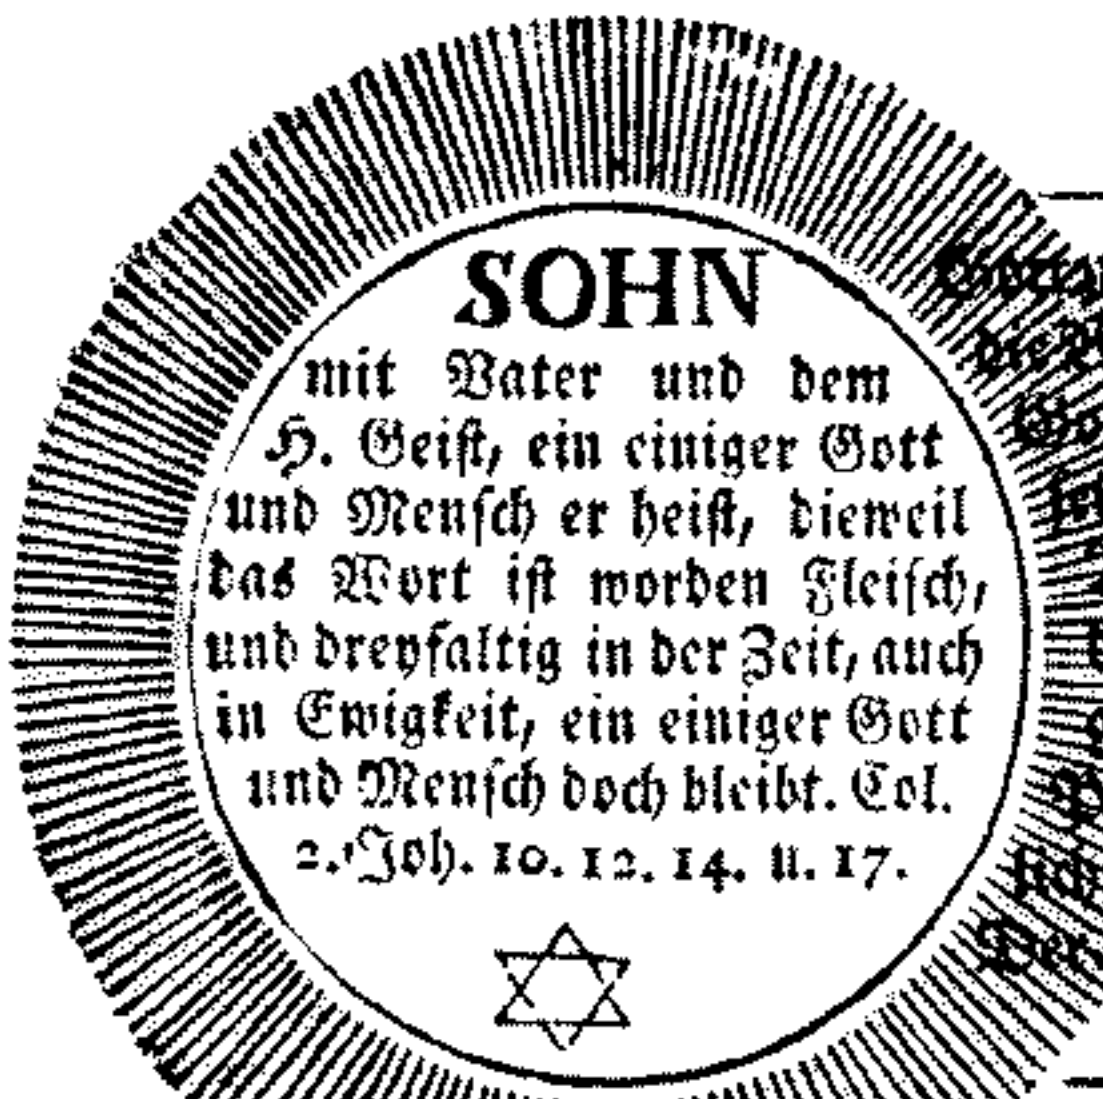 SOHN
mit Vater und dem
H. Geiſt, ein einiger Gott
und Menſch er heiſt, dieweil
das Wort iſt worden Fleiſch,
und dreyfaltig in der Zeit, auch
in Ewigkeit, ein einiger Gott
und Menſch doch bleibt. Col.
2. Joh. 10. 12. 14. u. 17.
die
Der